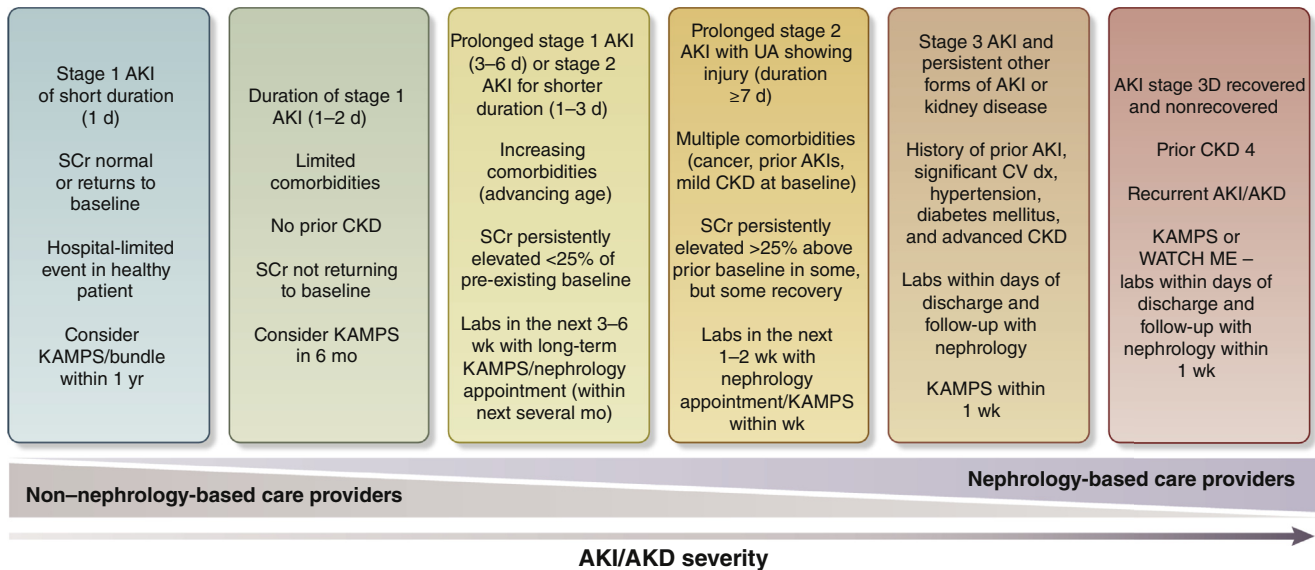 Stage 1 AKI
of short duration
(1 d)
SCr normal
or returns to
baseline
Hospital-limited
event in healthy
patient
Consider
KAMPS/bundle
within 1 yr
Duration of stage 1
AKI (1–2 d)
Limited
comorbidities
No prior CKD
SCr not returning
to baseline
Consider KAMPS
in 6 mo
Prolonged stage 1 AKI
(3–6 d) or stage 2
AKI for shorter
duration (1–3 d)
Increasing
comorbidities
(advancing age)
SCr persistently
elevated <25% of
pre-existing baseline
Labs in the next 3–6
wk with long-term
KAMPS/nephrology
appointment (within
next several mo)
Prolonged stage 2
AKI with UA showing
injury (duration
≥7 d)
Multiple comorbidities
(cancer, prior AKIs,
mild CKD at baseline)
SCr persistently
elevated >25% above
prior baseline in some,
but some recovery
Labs in the next
1–2 wk with
nephrology
appointment/KAMPS
within wk
Stage 3 AKI and
persistent other
forms of AKI or
kidney disease
History of prior AKI,
significant CV dx,
hypertension,
diabetes mellitus,
and advanced CKD
Labs within days of
discharge and
follow-up with
nephrology
KAMPS within
1 wk
AKI stage 3D recovered
and nonrecovered
Prior CKD 4
Recurrent AKI/AKD
KAMPS or
WATCH ME –
labs within days of
discharge and
follow-up with
nephrology within
1 wk
Non–nephrology-based care providers
Nephrology-based care providers
AKI/AKD severity